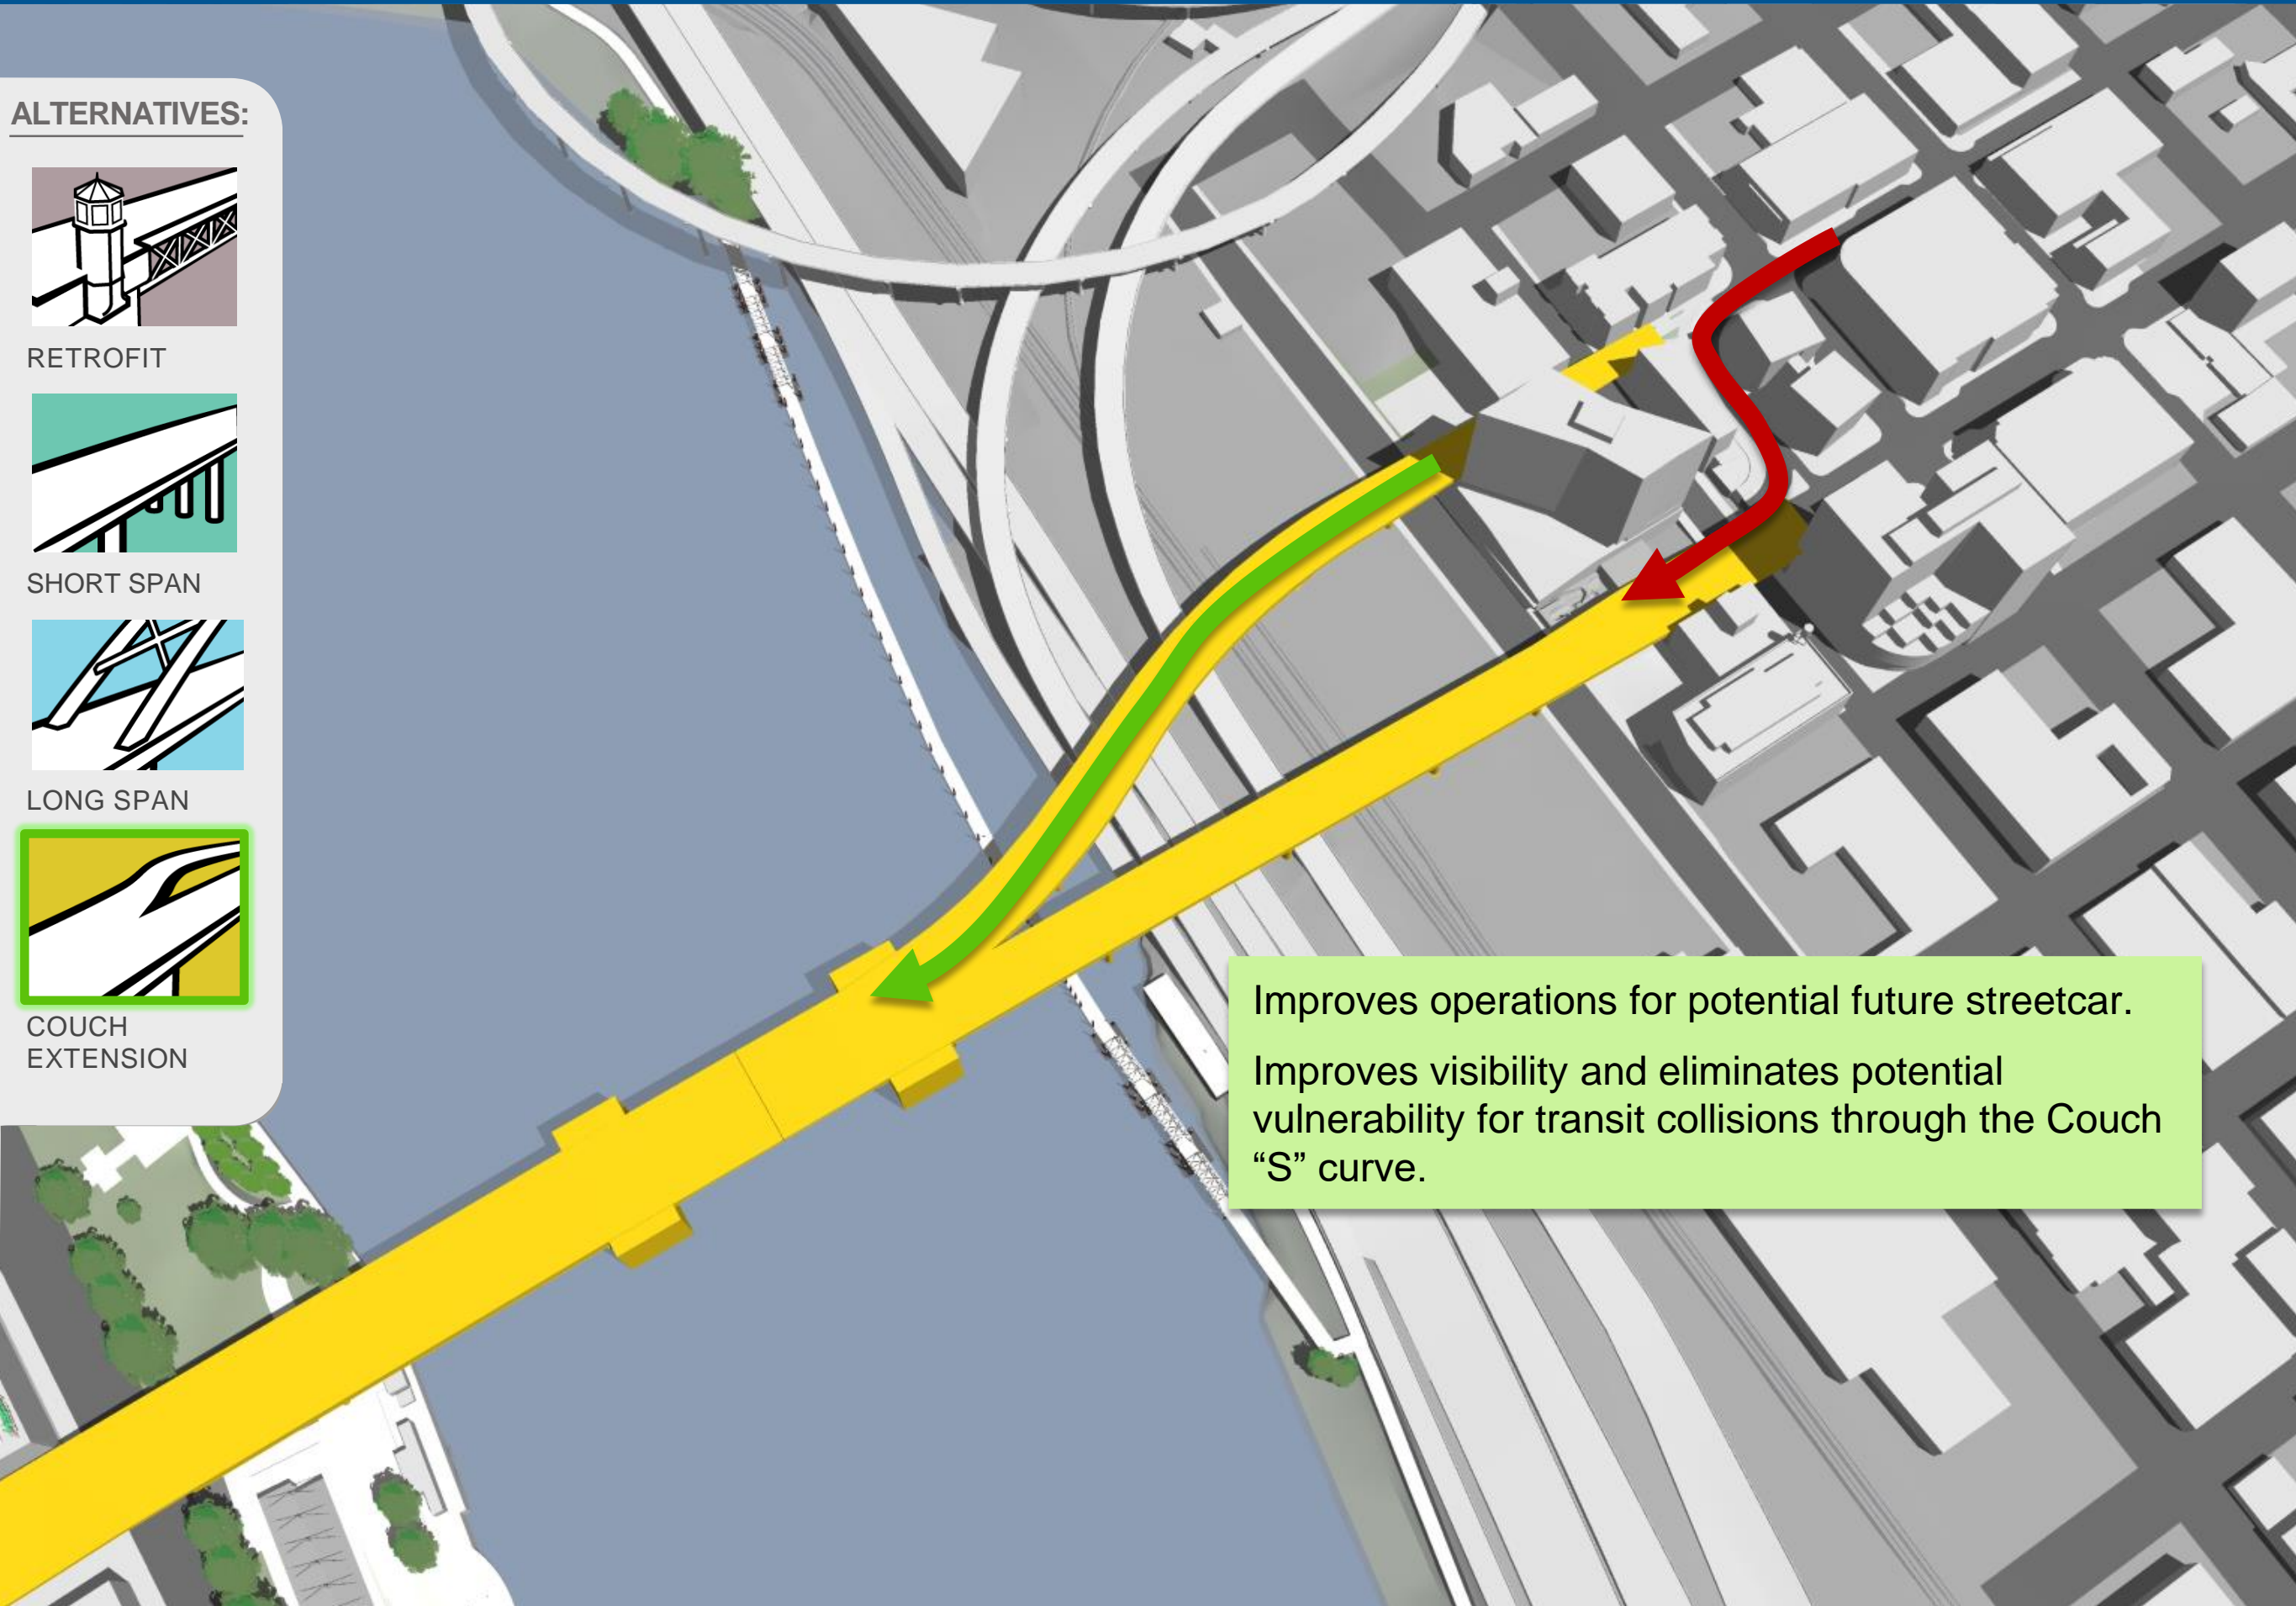 ALTERNATIVES:
RETROFIT
SHORT SPAN
LONG SPAN
COUCH
EXTENSION
Improves operations for potential future streetcar.
Improves visibility and eliminates potential
vulnerability for transit collisions through the Couch
“S” curve.